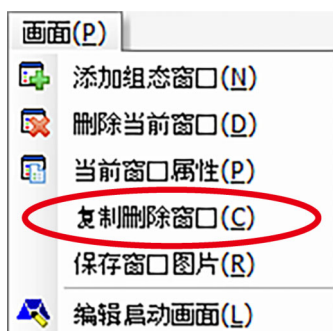 画面(P)
添加组态窗口(N)
删除当前窗口(D)
当前窗口属性(P)
复制删除窗口(C)
保存窗口图片(R)
编辑启动画面(L)